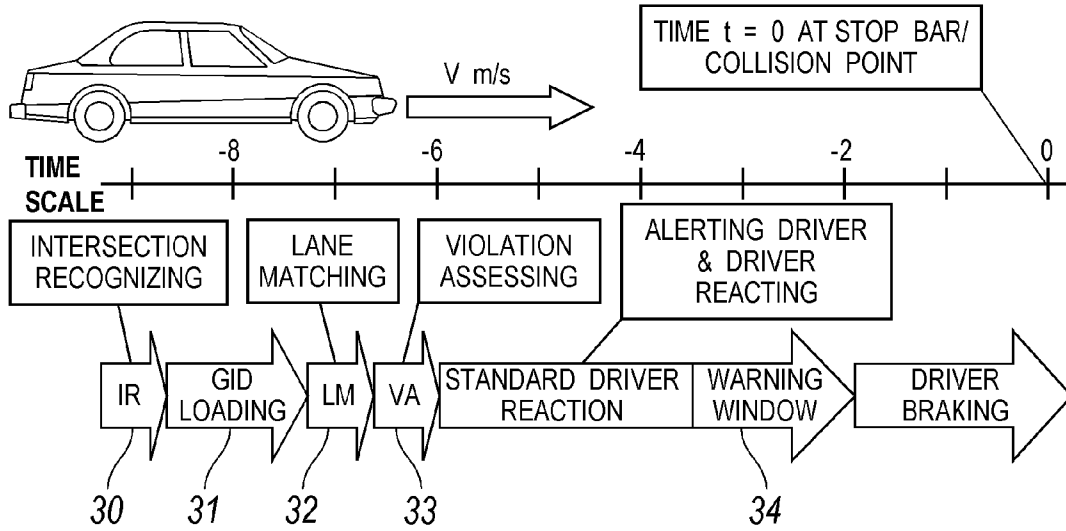 TIME t = 0 AT STOP BAR/
COLLISION POINT
V m/s
TIME
SCALE
-8
-6
-4
-2
0
INTERSECTION
RECOGNIZING
LANE
MATCHING
VIOLATION
ASSESSING
ALERTING DRIVER
& DRIVER
REACTING
IR
GID
LOADING
LM
VA
STANDARD DRIVER
REACTION
WARNING
WINDOW
DRIVER
BRAKING
30
31
32
33
34